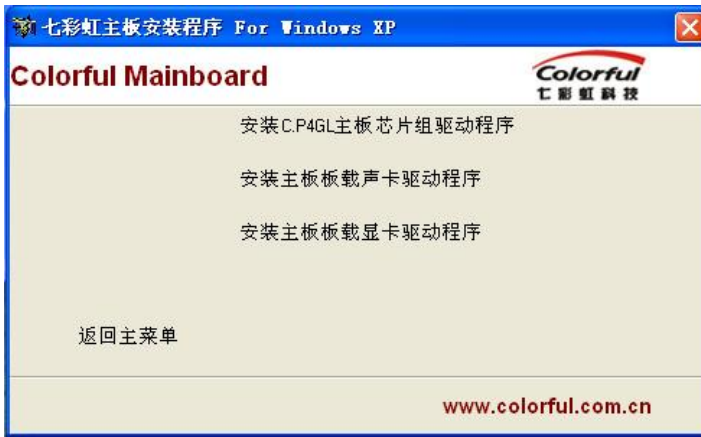 七彩虹主板安装程序 For Windows XP
Colorful Mainboard
Colorful
七彩虹科技
安装C.P4GL主板芯片组驱动程序
安装主板板载声卡驱动程序
安装主板板载显卡驱动程序
返回主菜单
www.colorful.com.cn